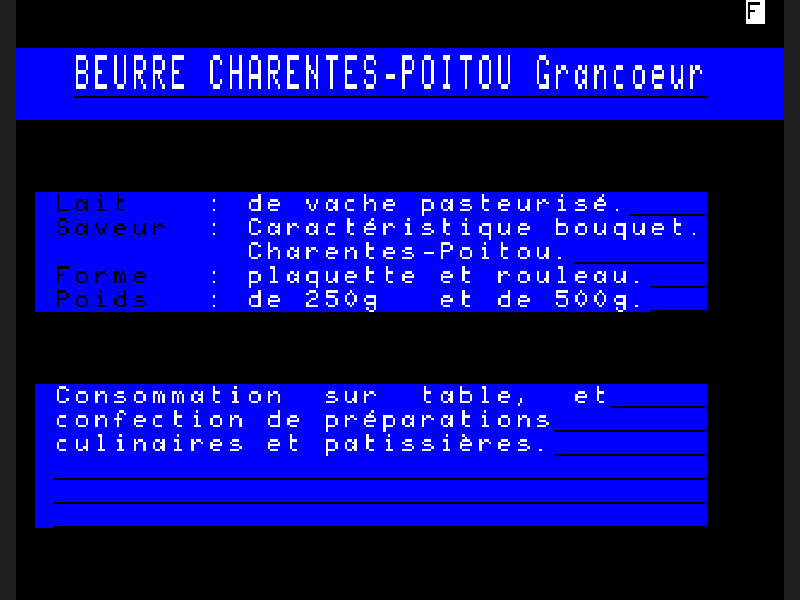 F
BEURRE CHARENTES-POITOU Grancoeur
Lait : de vache pasteurisé.
Saveur : Caractéristique bouquet.
Charentes-Poitou.
Forme : plaquette et rouleau.
Poids : de 250g et de 500g.
Consommation sur table, et
confection de préparations
culinaires et patissières.